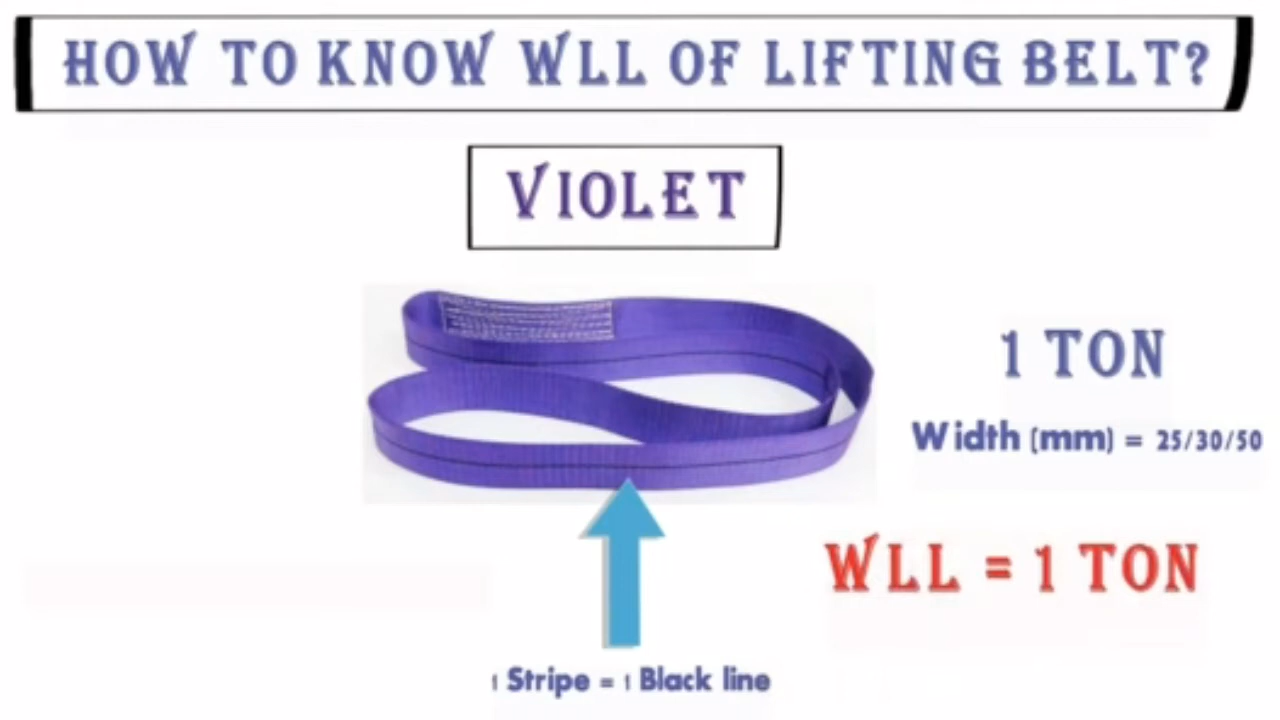 HOW TO KNOW WLL OF LIFTING BELT?
VIOLET
1 TON
Width (mm) = 25/30/50
WLL = 1 TON
1 Stripe = 1 Black line